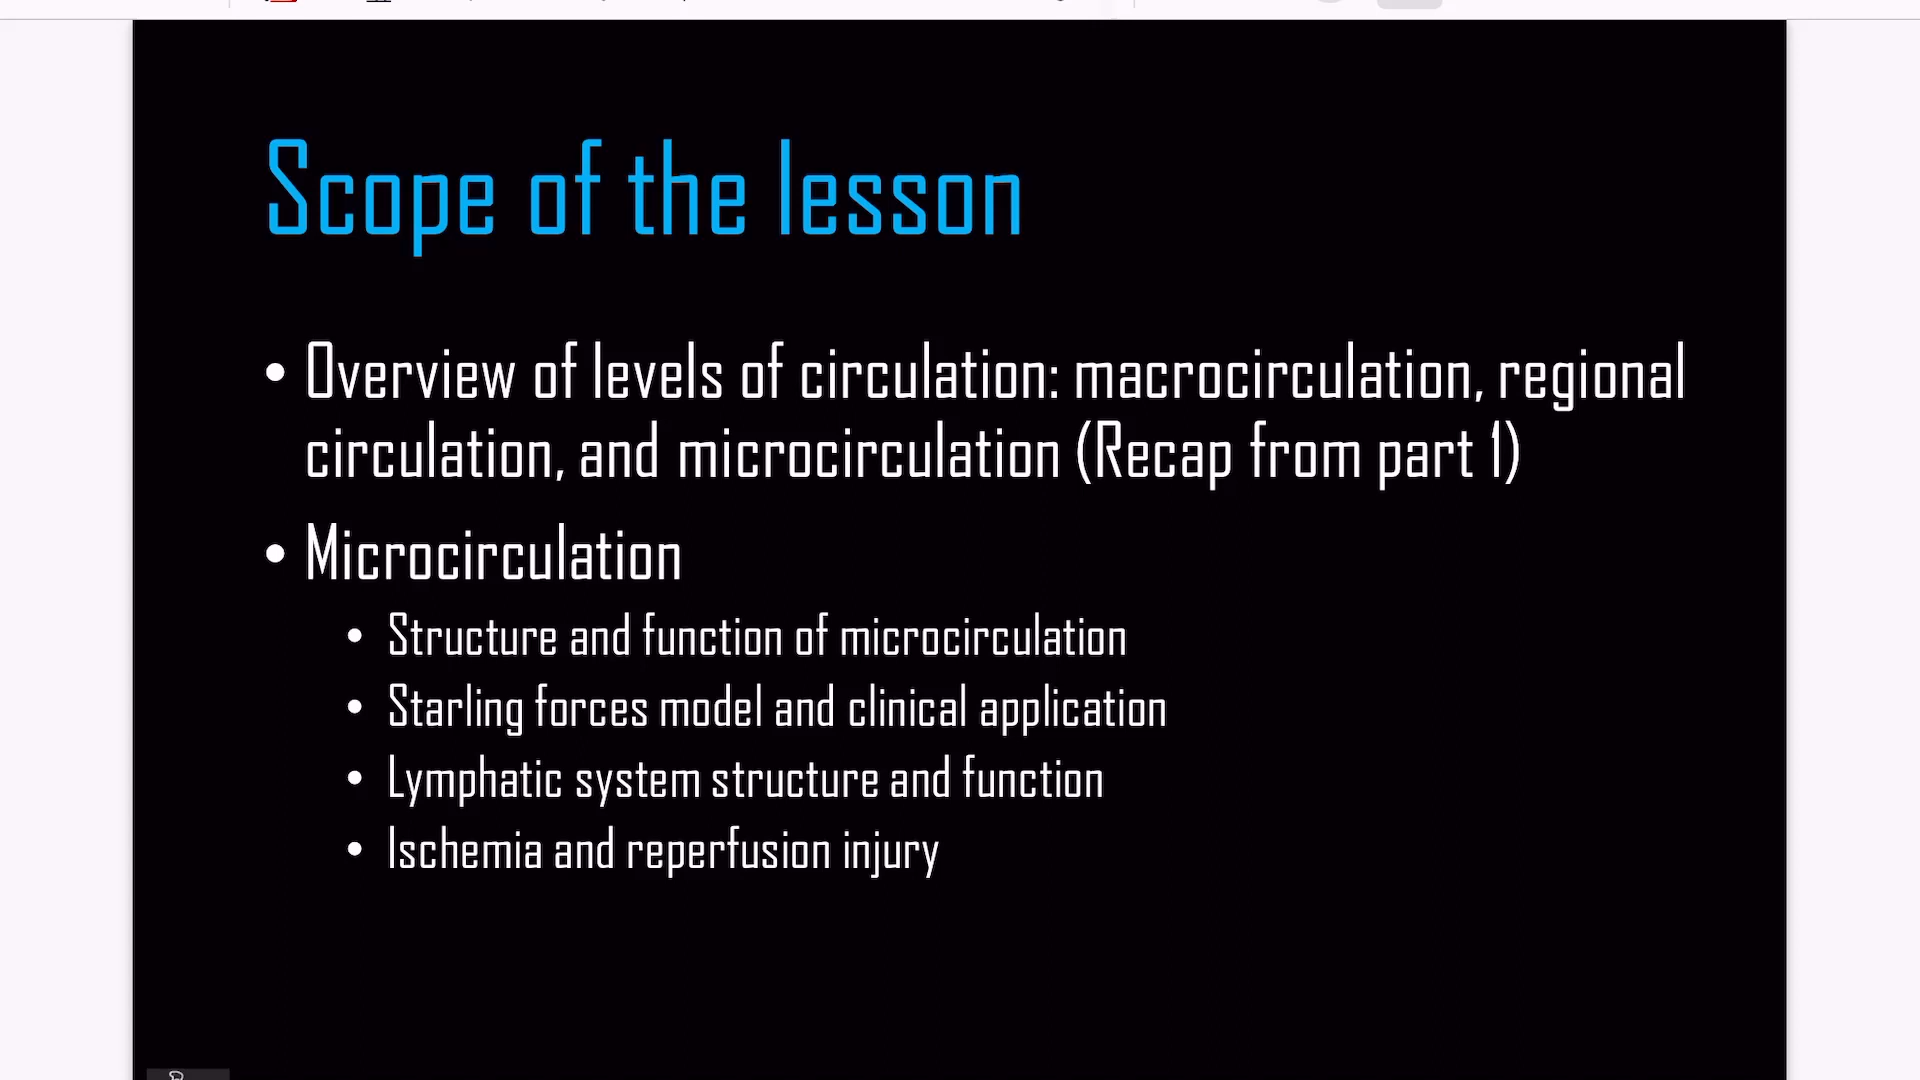 Scope of the lesson
• Overview of levels of circulation: macrocirculation, regional
circulation, and microcirculation (Recap from part 1)
• Microcirculation
• Structure and function of microcirculation
• Starling forces model and clinical application
• Lymphatic system structure and function
• Ischemia and reperfusion injury